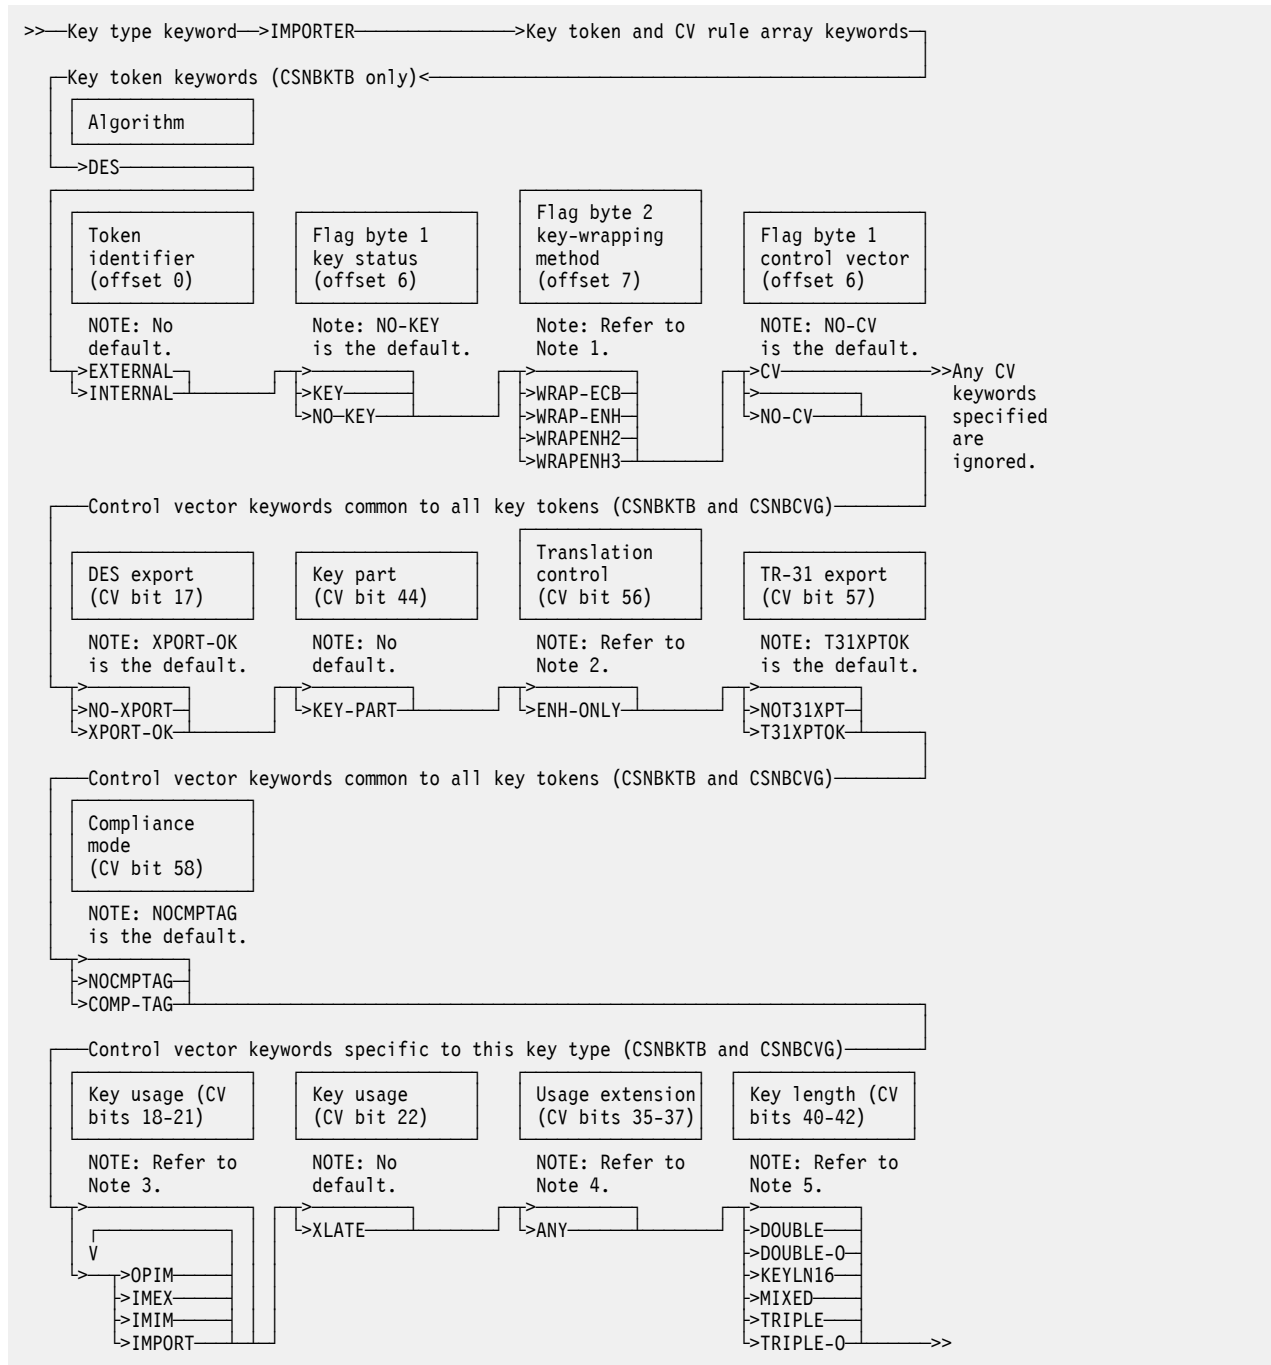 >>—Key type keyword—>IMPORTER—>Key token and CV rule array keywords
Key token keywords (CSNBKTB only)<
Algorithm
>DES
Token identifier (offset 0)
Flag byte 1 key status (offset 6)
Flag byte 2 key-wrapping method (offset 7)
Flag byte 1 control vector (offset 6)
NOTE: No default.
Note: NO-KEY is the default.
Note: Refer to Note 1.
NOTE: NO-CV is the default.
>EXTERNAL
>INTERNAL
>
>KEY
>NO-KEY
>
>WRAP-ECB
>WRAP-ENH
>WRAPENH2
>WRAPENH3
>CV
>
>NO-CV
>>Any CV keywords specified are ignored.
Control vector keywords common to all key tokens (CSNBKTB and CSNBCVG)
DES export (CV bit 17)
Key part (CV bit 44)
Translation control (CV bit 56)
TR-31 export (CV bit 57)
NOTE: XPORT-OK is the default.
NOTE: No default.
NOTE: Refer to Note 2.
NOTE: T31XPTOK is the default.
>
>NO-XPORT
>XPORT-OK
>
>KEY-PART
>
>ENH-ONLY
>
>NOT31XPT
>T31XPTOK
Control vector keywords common to all key tokens (CSNBKTB and CSNBCVG)
Compliance mode (CV bit 58)
NOTE: NOCMPTAG is the default.
>
>NOCMPTAG
>COMP-TAG
Control vector keywords specific to this key type (CSNBKTB and CSNBCVG)
Key usage (CV bits 18-21)
Key usage (CV bit 22)
Usage extension (CV bits 35-37)
Key length (CV bits 40-42)
NOTE: Refer to Note 3.
NOTE: No default.
NOTE: Refer to Note 4.
NOTE: Refer to Note 5.
>
V
>
>OPIM
>IMEX
>IMIM
>IMPORT
>
>XLATE
>
>ANY
>
>DOUBLE
>DOUBLE-O
>KEYLN16
>MIXED
>TRIPLE
>TRIPLE-O
>>